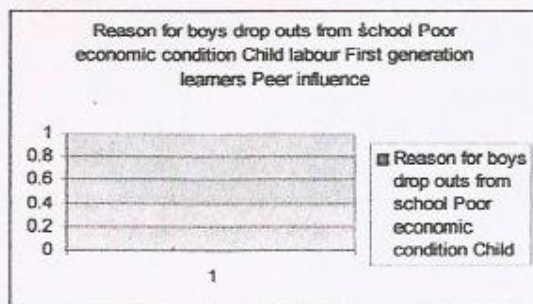 Reason for boys drop outs from school Poor
economic condition Child labour First generation
learners Peer influence
1
0.8
0.6
0.4
0.2
0
1
Reason for boys
drop outs from
school Poor
economic
condition Child